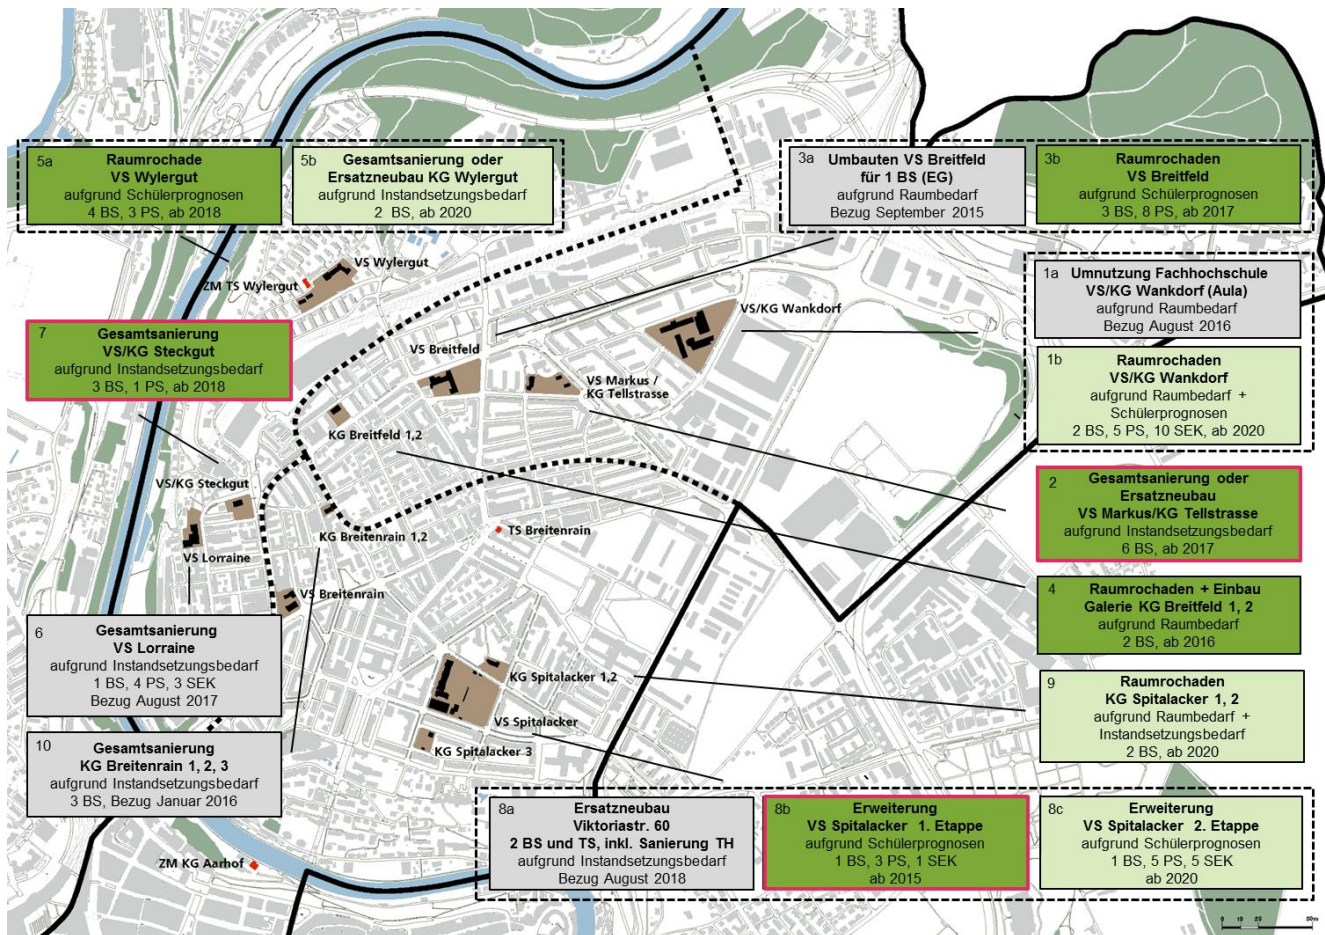 5a
Raumrochade
VS Wylergut
aufgrund Schülerprognosen
4 BS, 3 PS, ab 2018
5b
Gesamtsanierung oder
Ersatzneubau KG Wylergut
aufgrund Instandsetzungsbedarf
2 BS, ab 2020
3a
Umbauten VS Breitfeld
für 1 BS (EG)
aufgrund Raumbedarf
Bezug September 2015
3b
Raumrochaden
VS Breitfeld
aufgrund Schülerprognosen
3 BS, 8 PS, ab 2017
1a
Umnutzung Fachhochschule
VS/KG Wankdorf (Aula)
aufgrund Raumbedarf
Bezug August 2016
1b
Raumrochaden
VS/KG Wankdorf
aufgrund Raumbedarf +
Schülerprognosen
2 BS, 5 PS, 10 SEK, ab 2020
7
Gesamtsanierung
VS/KG Steckgut
aufgrund Instandsetzungsbedarf
3 BS, 1 PS, ab 2018
VS Wylergut
ZM TS Wylergut
VS/KG Wankdorf
VS Breitfeld
VS Markus /
KG Tellstrasse
KG Breitfeld 1,2
VS/KG Steckgut
KG Breitenrain 1,2
TS Breitenrain
VS Lorraine
VS Breitenrain
2
Gesamtsanierung oder
Ersatzneubau
VS Markus/KG Tellstrasse
aufgrund Instandsetzungsbedarf
6 BS, ab 2017
4
Raumrochaden + Einbau
Galerie KG Breitfeld 1, 2
aufgrund Raumbedarf
2 BS, ab 2016
6
Gesamtsanierung
VS Lorraine
aufgrund Instandsetzungsbedarf
1 BS, 4 PS, 3 SEK
Bezug August 2017
KG Spitalacker 1,2
VS Spitalacker
KG Spitalacker 3
9
Raumrochaden
KG Spitalacker 1, 2
aufgrund Raumbedarf +
Instandsetzungsbedarf
2 BS, ab 2020
10
Gesamtsanierung
KG Breitenrain 1, 2, 3
aufgrund Instandsetzungsbedarf
3 BS, Bezug Januar 2016
8a
Ersatzneubau
Viktoriastr. 60
2 BS und TS, inkl. Sanierung TH
aufgrund Instandsetzungsbedarf
Bezug August 2018
8b
Erweiterung
VS Spitalacker 1. Etappe
aufgrund Schülerprognosen
1 BS, 3 PS, 1 SEK
ab 2015
8c
Erweiterung
VS Spitalacker 2. Etappe
aufgrund Schülerprognosen
1 BS, 5 PS, 5 SEK
ab 2020
ZM KG Aarhof